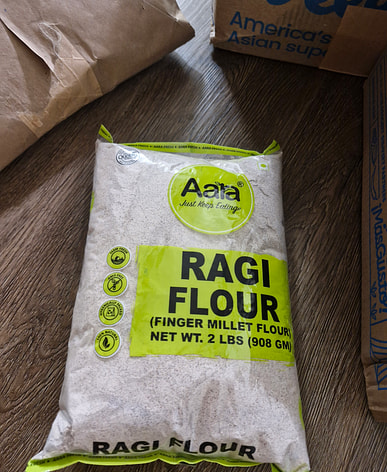 America's
Asian sup
Aara®
Just Keep Eating
RAGI
FLOUR
(FINGER MILLET FLOUR)
NET WT. 2 LBS (908 GM)
RAGI FLOUR